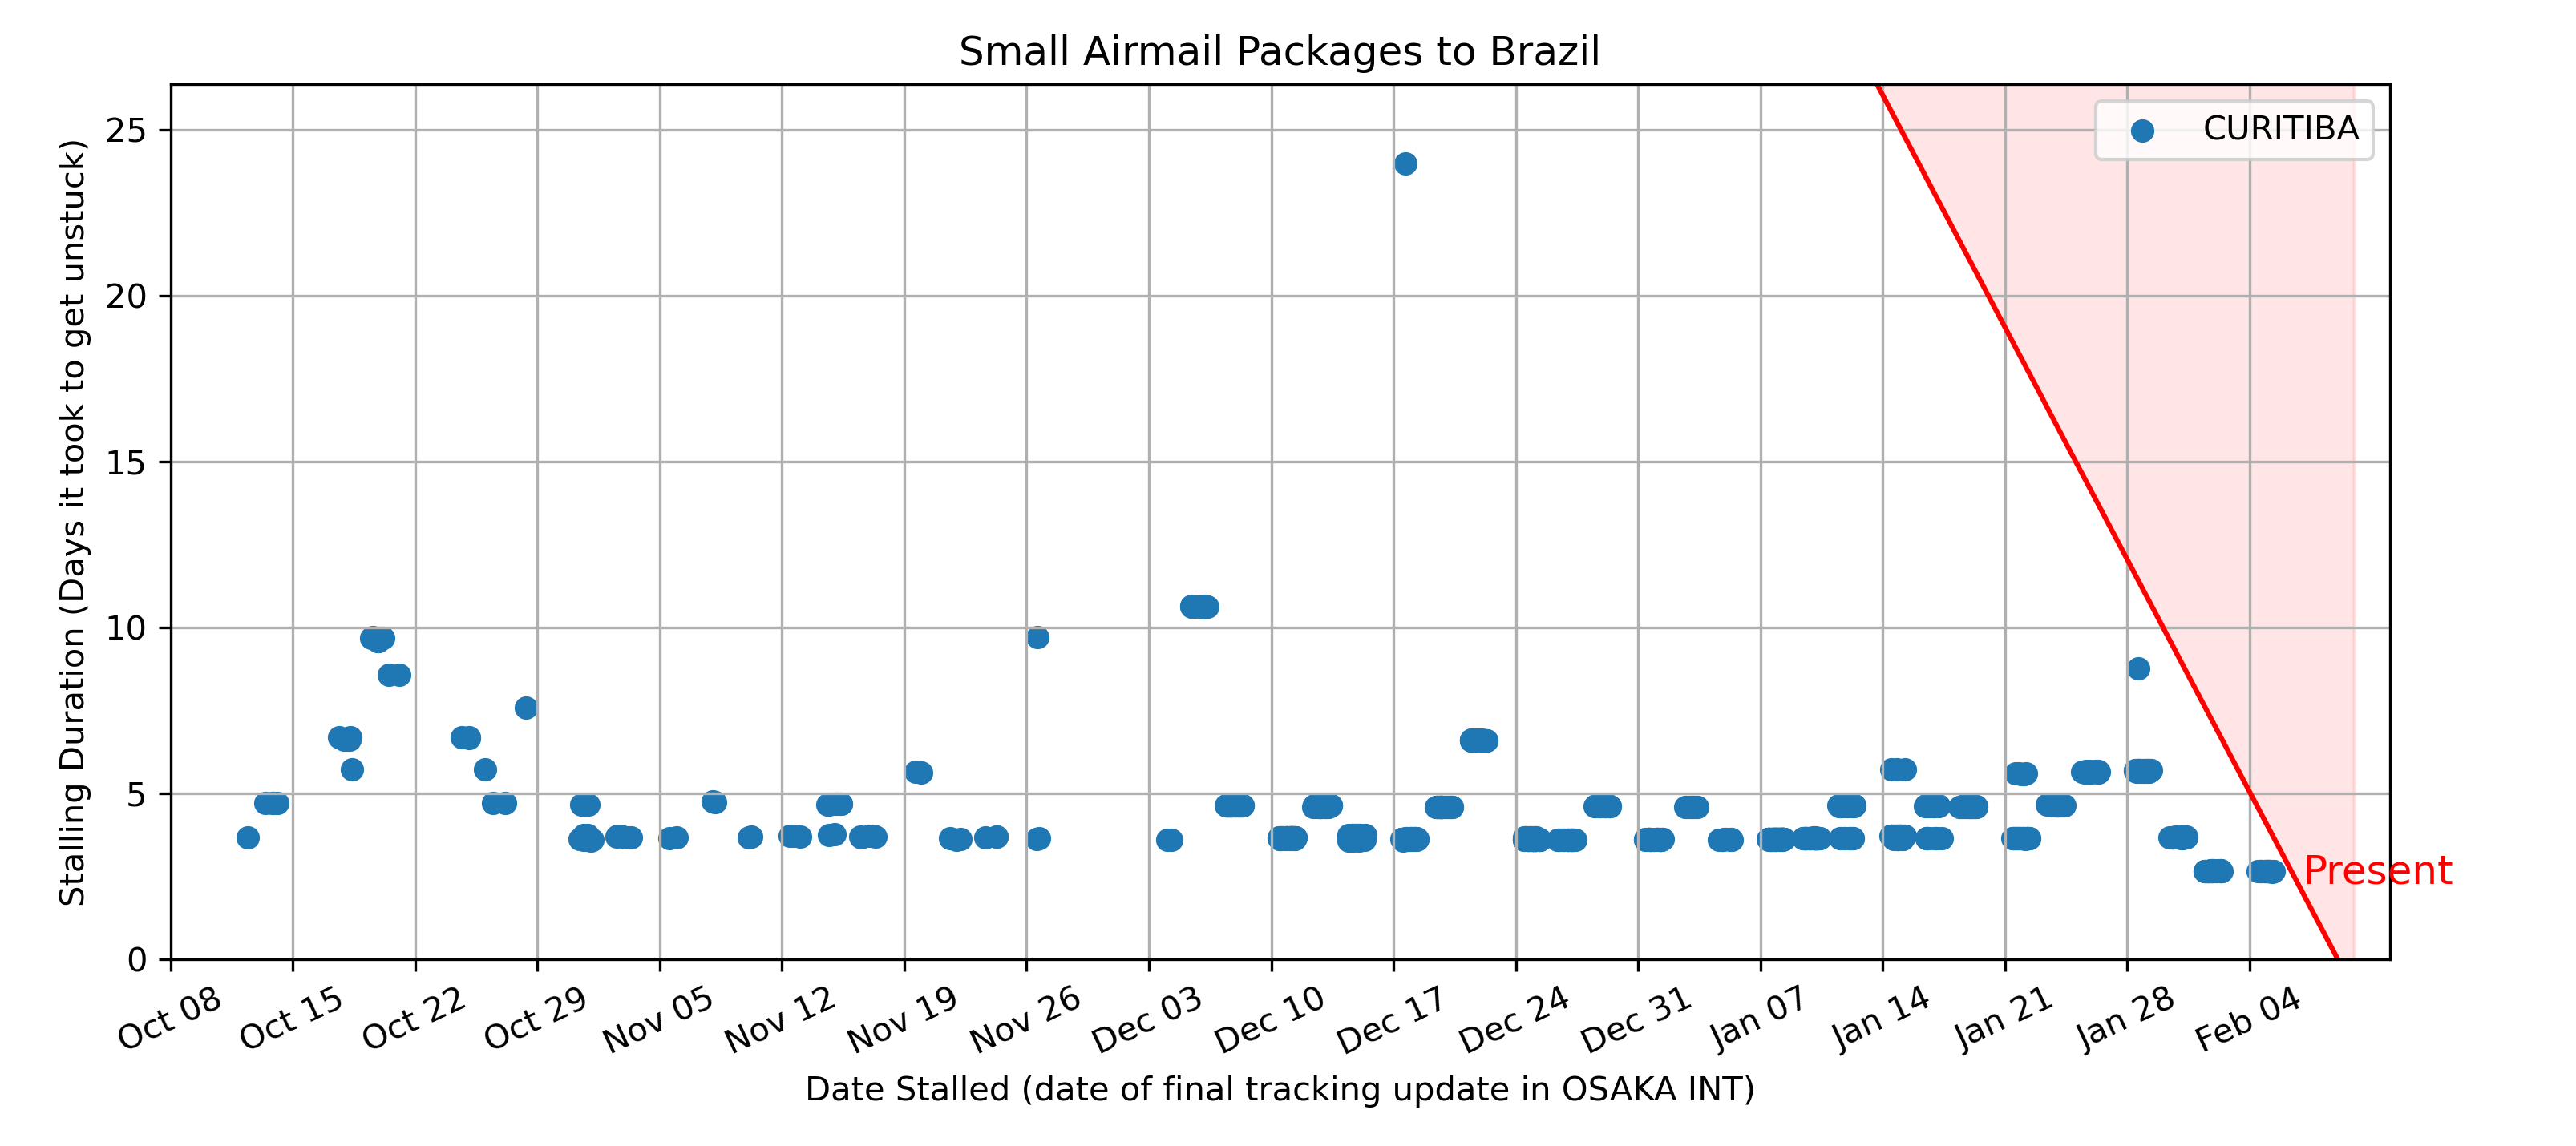 Small Airmail Packages to Brazil
CURITIBA
Stalling Duration (Days it took to get unstuck)
25
20
15
10
5
0
Present
Oct 08
Oct 15
Oct 22
Oct 29
Nov 05
Nov 12
Nov 19
Nov 26
Dec 03
Dec 10
Dec 17
Dec 24
Dec 31
Jan 07
Jan 14
Jan 21
Jan 28
Feb 04
Date Stalled (date of final tracking update in OSAKA INT)